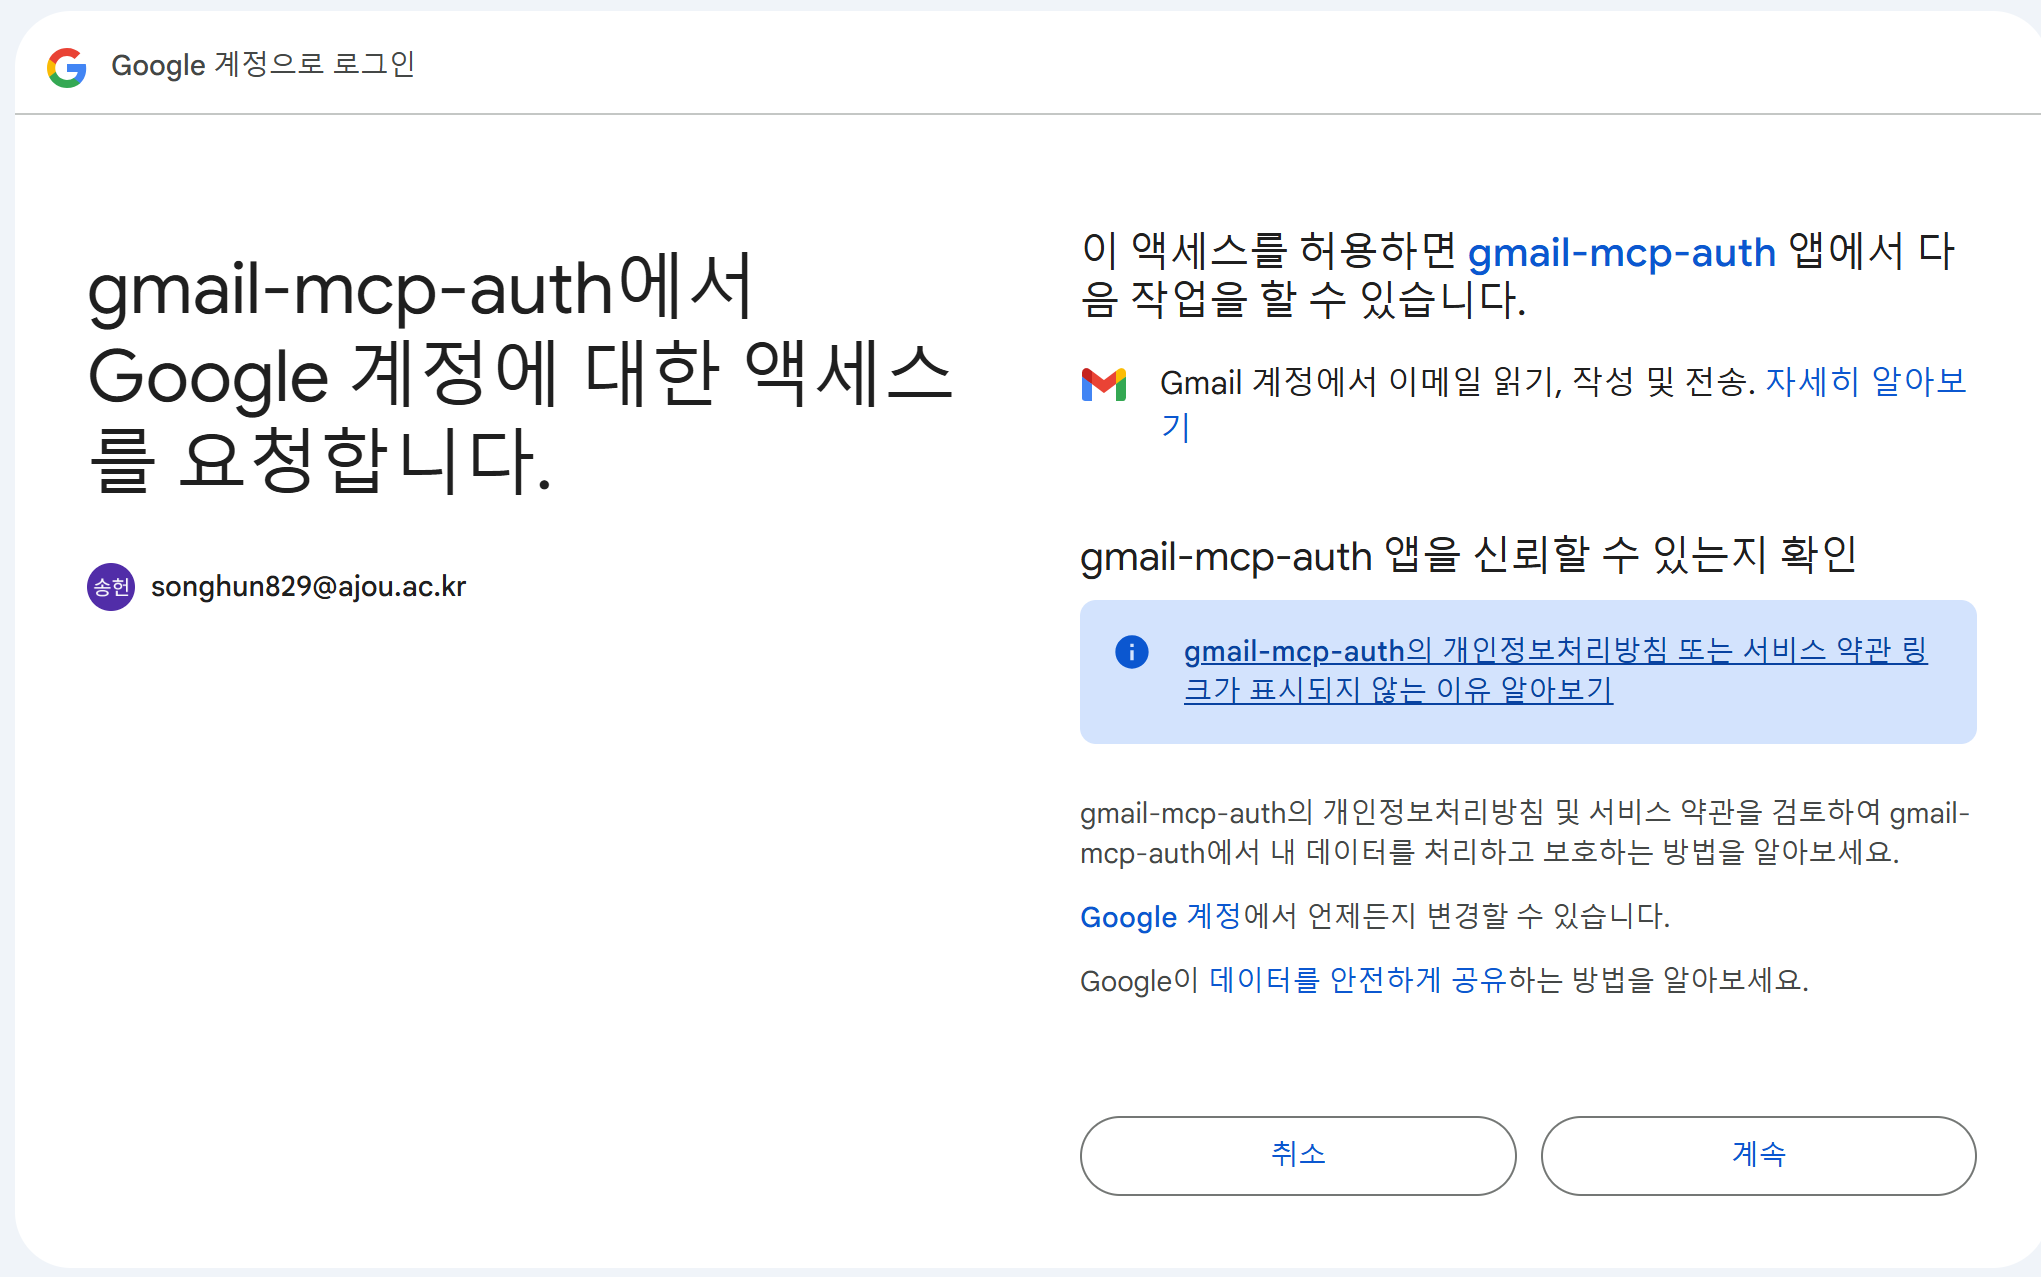 Google 계정으로 로그인
gmail-mcp-auth에서
Google 계정에 대한 액세스
를 요청합니다.
송헌
songhun829@ajou.ac.kr
이 액세스를 허용하면 gmail-mcp-auth 앱에서 다
음 작업을 할 수 있습니다.
Gmail 계정에서 이메일 읽기, 작성 및 전송. 자세히 알아보
기
gmail-mcp-auth 앱을 신뢰할 수 있는지 확인
gmail-mcp-auth의 개인정보처리방침 또는 서비스 약관 링
크가 표시되지 않는 이유 알아보기
gmail-mcp-auth의 개인정보처리방침 및 서비스 약관을 검토하여 gmail-
mcp-auth에서 내 데이터를 처리하고 보호하는 방법을 알아보세요.
Google 계정에서 언제든지 변경할 수 있습니다.
Google이 데이터를 안전하게 공유하는 방법을 알아보세요.
취소
계속